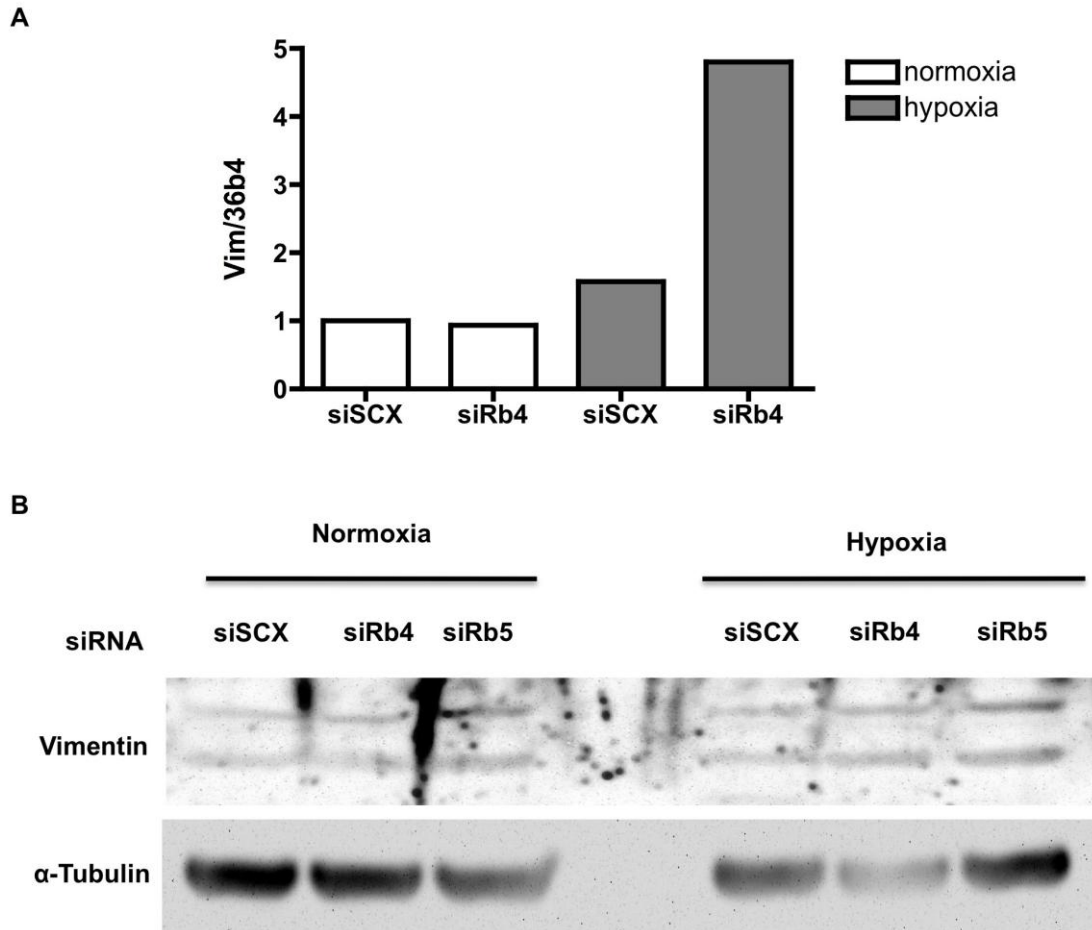 A
5
4
3
2
1
0
Vim/36b4
siSCX siRb4 siSCX siRb4
normoxia
hypoxia
B
Normoxia Hypoxia
siRNA siSCX siRb4 siRb5 siSCX siRb4 siRb5
Vimentin
α-Tubulin